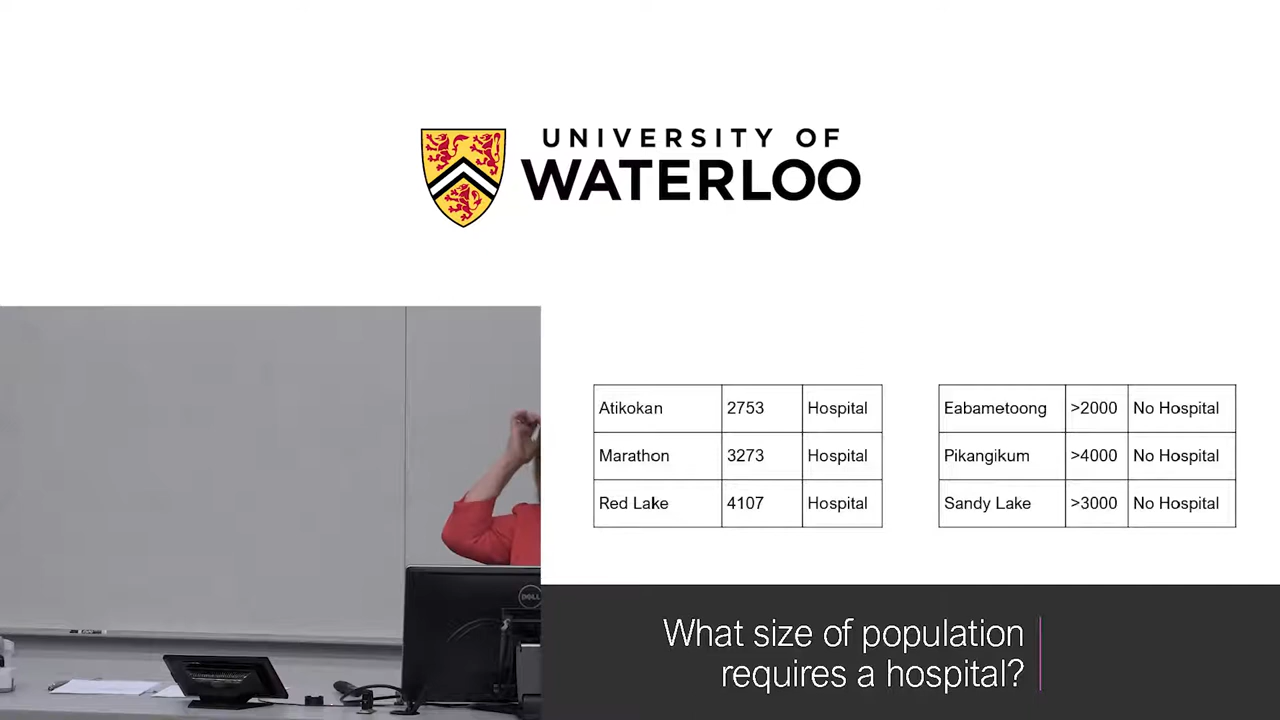 UNIVERSITY OF
WATERLOO
Atikokan 2753 Hospital
Marathon 3273 Hospital
Red Lake 4107 Hospital
Eabametoong >2000 No Hospital
Pikangikum >4000 No Hospital
Sandy Lake >3000 No Hospital
What size of population
requires a hospital?
DELL